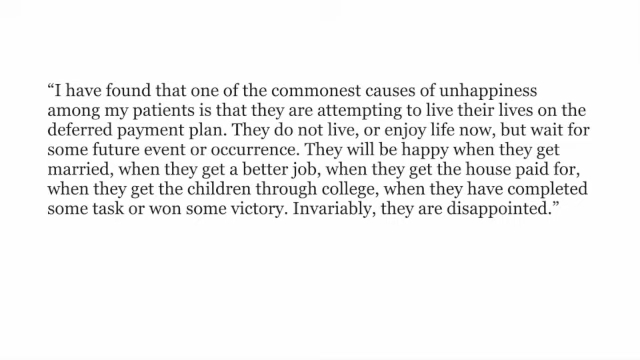 “I have found that one of the commonest causes of unhappiness
among my patients is that they are attempting to live their lives on the
deferred payment plan. They do not live, or enjoy life now, but wait for
some future event or occurrence. They will be happy when they get
married, when they get a better job, when they get the house paid for,
when they get the children through college, when they have completed
some task or won some victory. Invariably, they are disappointed.”